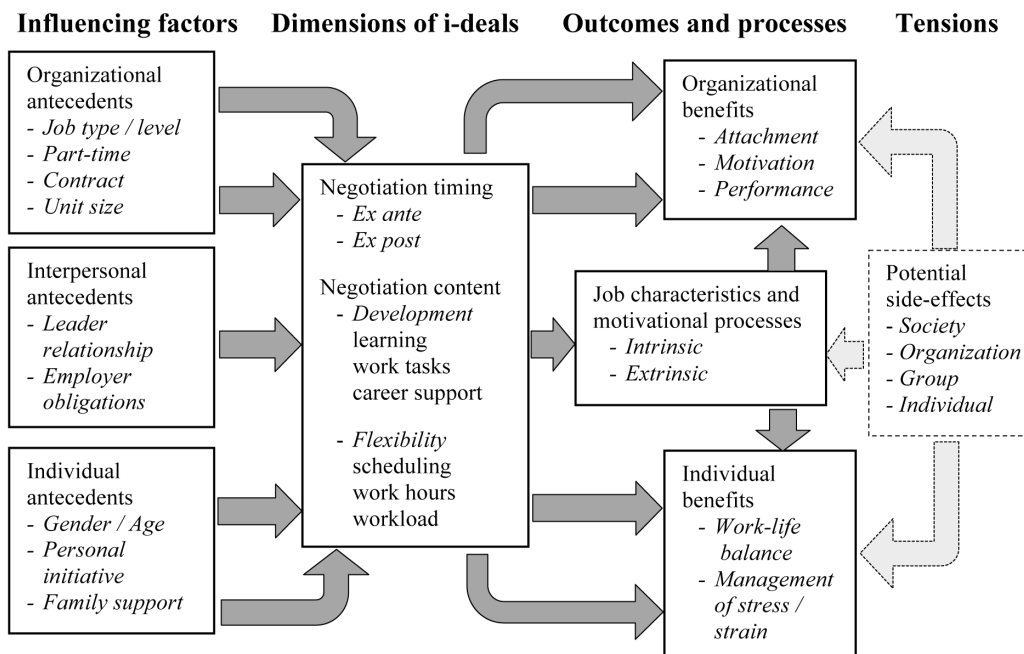 Influencing factors
Dimensions of i-deals
Outcomes and processes
Tensions
Organizational
antecedents
- Job type / level
- Part-time
- Contract
- Unit size
Interpersonal
antecedents
- Leader
relationship
- Employer
obligations
Individual
antecedents
- Gender / Age
- Personal
initiative
- Family support
Negotiation timing
- Ex ante
- Ex post
Negotiation content
- Development
learning
work tasks
career support
- Flexibility
scheduling
work hours
workload
Organizational
benefits
- Attachment
- Motivation
- Performance
Job characteristics and
motivational processes
- Intrinsic
- Extrinsic
Individual
benefits
- Work-life
balance
- Management
of stress /
strain
Potential
side-effects
- Society
- Organization
- Group
- Individual